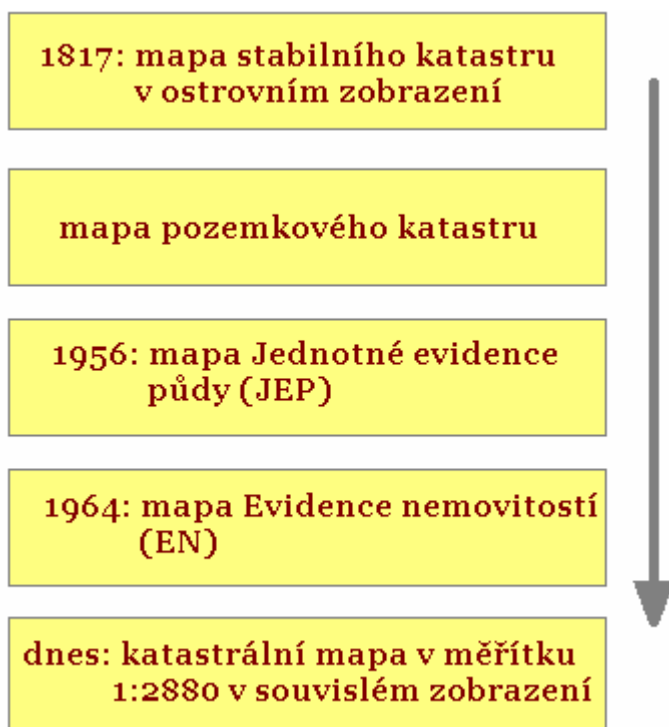 1817: mapa stabilního katastru
v ostrovním zobrazení
mapa pozemkového katastru
1956: mapa Jednotné evidence
půdy (JEP)
1964: mapa Evidence nemovitostí
(EN)
dnes: katastrální mapa v měřítku
1:2880 v souvislém zobrazení